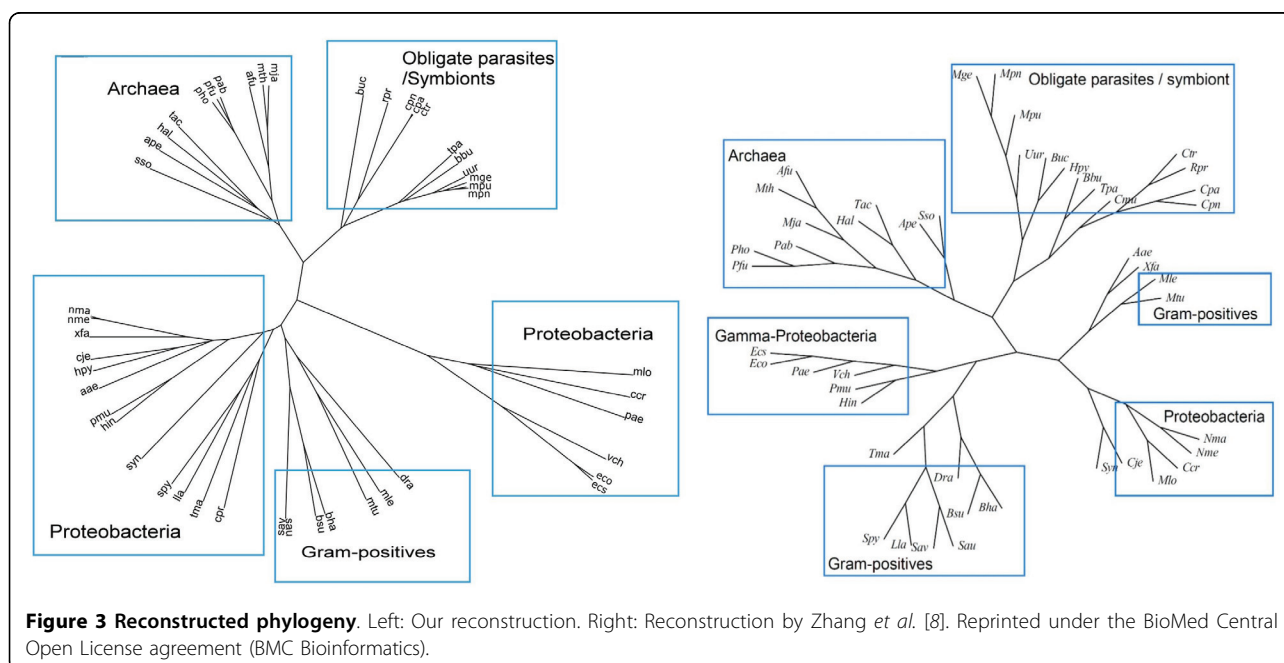 Archaea
sso
ape
hal
tac
pho
pfu
pab
afu
mth
mja
Obligate parasites
/Symbionts
buc
rpr
cpn
cpa
ctr
tpa
bbu
uur
mge
mpu
mpn
nma
nme
xfa
cje
hpy
aae
pmu
hin
syn
spy
lla
tma
cpr
Proteobacteria
sav
sau
bsu
bha
mtu
mle
dra
Gram-positives
Proteobacteria
mlo
ccr
pae
vch
eco
ecs
Archaea
Afu
Mth
Mja
Pho
Pfu
Pab
Hal
Tac
Ape
Sso
Obligate parasites / symbiont
Mge
Mpn
Mpu
Uur
Buc
Hpy
Bbu
Tpa
Cmu
Ctr
Rpr
Cpa
Cpn
Aae
Xfa
Mle
Mtu
Gram-positives
Gamma-Proteobacteria
Ecs
Eco
Pae
Vch
Pmu
Hin
Tma
Dra
Bsu
Bha
Spy
Lla
Sav
Sau
Gram-positives
Proteobacteria
Nma
Nme
Ccr
Mlo
Cje
Syn
Figure 3 Reconstructed phylogeny. Left: Our reconstruction. Right: Reconstruction by Zhang et al. [8]. Reprinted under the BioMed Central
Open License agreement (BMC Bioinformatics).